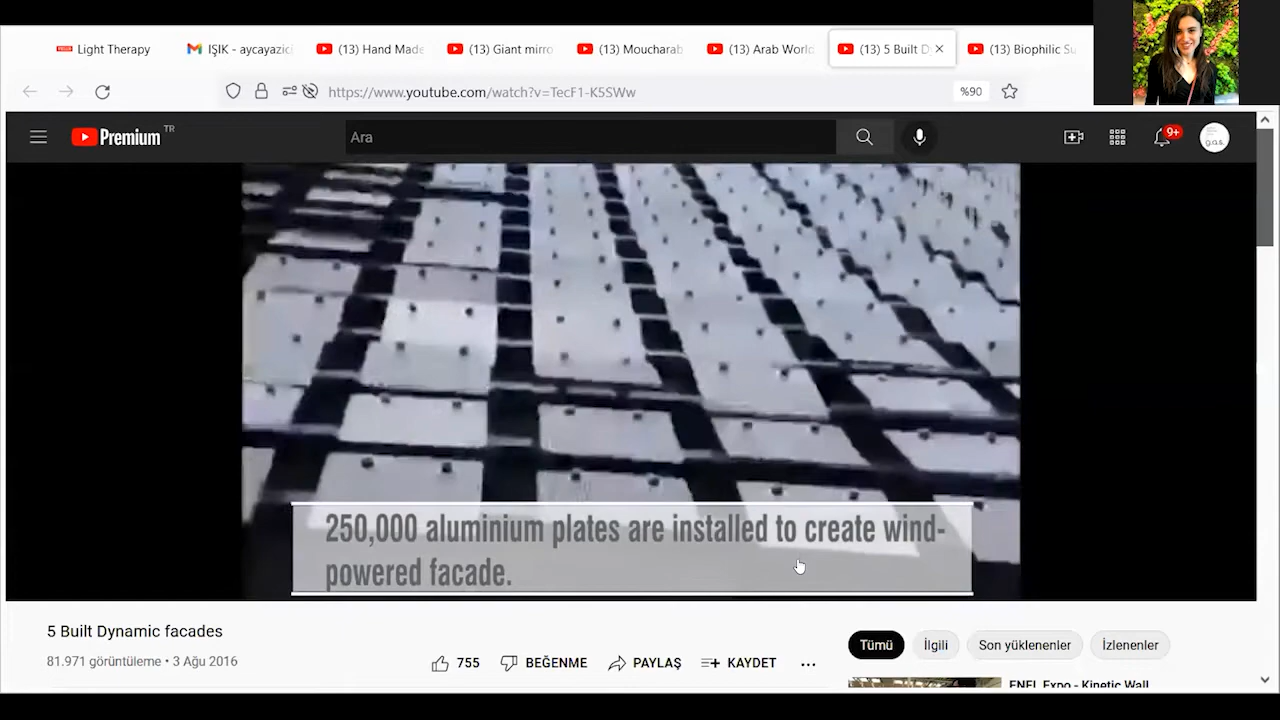 Light Therapy
IŞIK - aycayazici
(13) Hand Made
(13) Giant mirro
(13) Moucharab
(13) Arab World
(13) 5 Built D
(13) Biophilic Su
https://www.youtube.com/watch?v=TecF1-K5SWw
%90
Premium TR
Ara
9+
g.a.s.
250,000 aluminium plates are installed to create wind-
powered facade.
5 Built Dynamic facades
81.971 görüntüleme • 3 Ağu 2016
755
BEĞENME
PAYLAŞ
KAYDET
Tümü
İlgili
Son yüklenenler
İzlenenler
ENEL Expo - Kinetic Wall